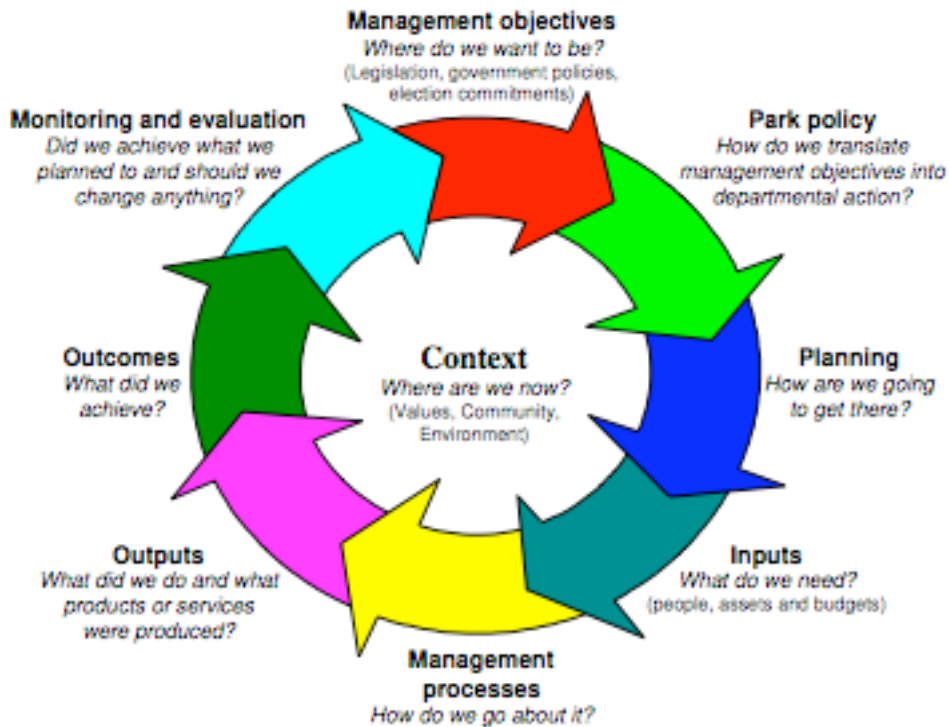 Management objectives
Where do we want to be?
(Legislation, government policies,
election commitments)
Park policy
How do we translate
management objectives into
departmental action?
Planning
How are we going
to get there?
Inputs
What do we need?
(people, assets and budgets)
Management
processes
How do we go about it?
Outputs
What did we do and what
products or services
were produced?
Outcomes
What did we
achieve?
Monitoring and evaluation
Did we achieve what we
planned to and should we
change anything?
Context
Where are we now?
(Values, Community,
Environment)